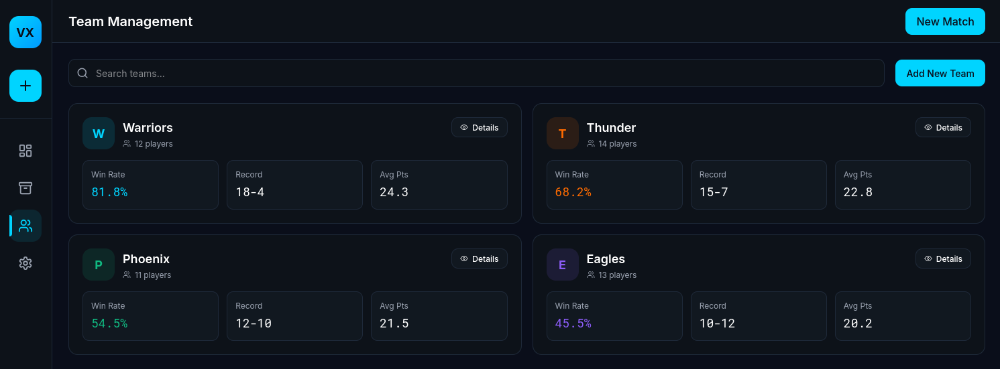 VX
Team Management
New Match
Search teams...
Add New Team
W
Warriors
12 players
Details
Win Rate
81.8%
Record
18-4
Avg Pts
24.3
T
Thunder
14 players
Details
Win Rate
68.2%
Record
15-7
Avg Pts
22.8
P
Phoenix
11 players
Details
Win Rate
54.5%
Record
12-10
Avg Pts
21.5
E
Eagles
13 players
Details
Win Rate
45.5%
Record
10-12
Avg Pts
20.2